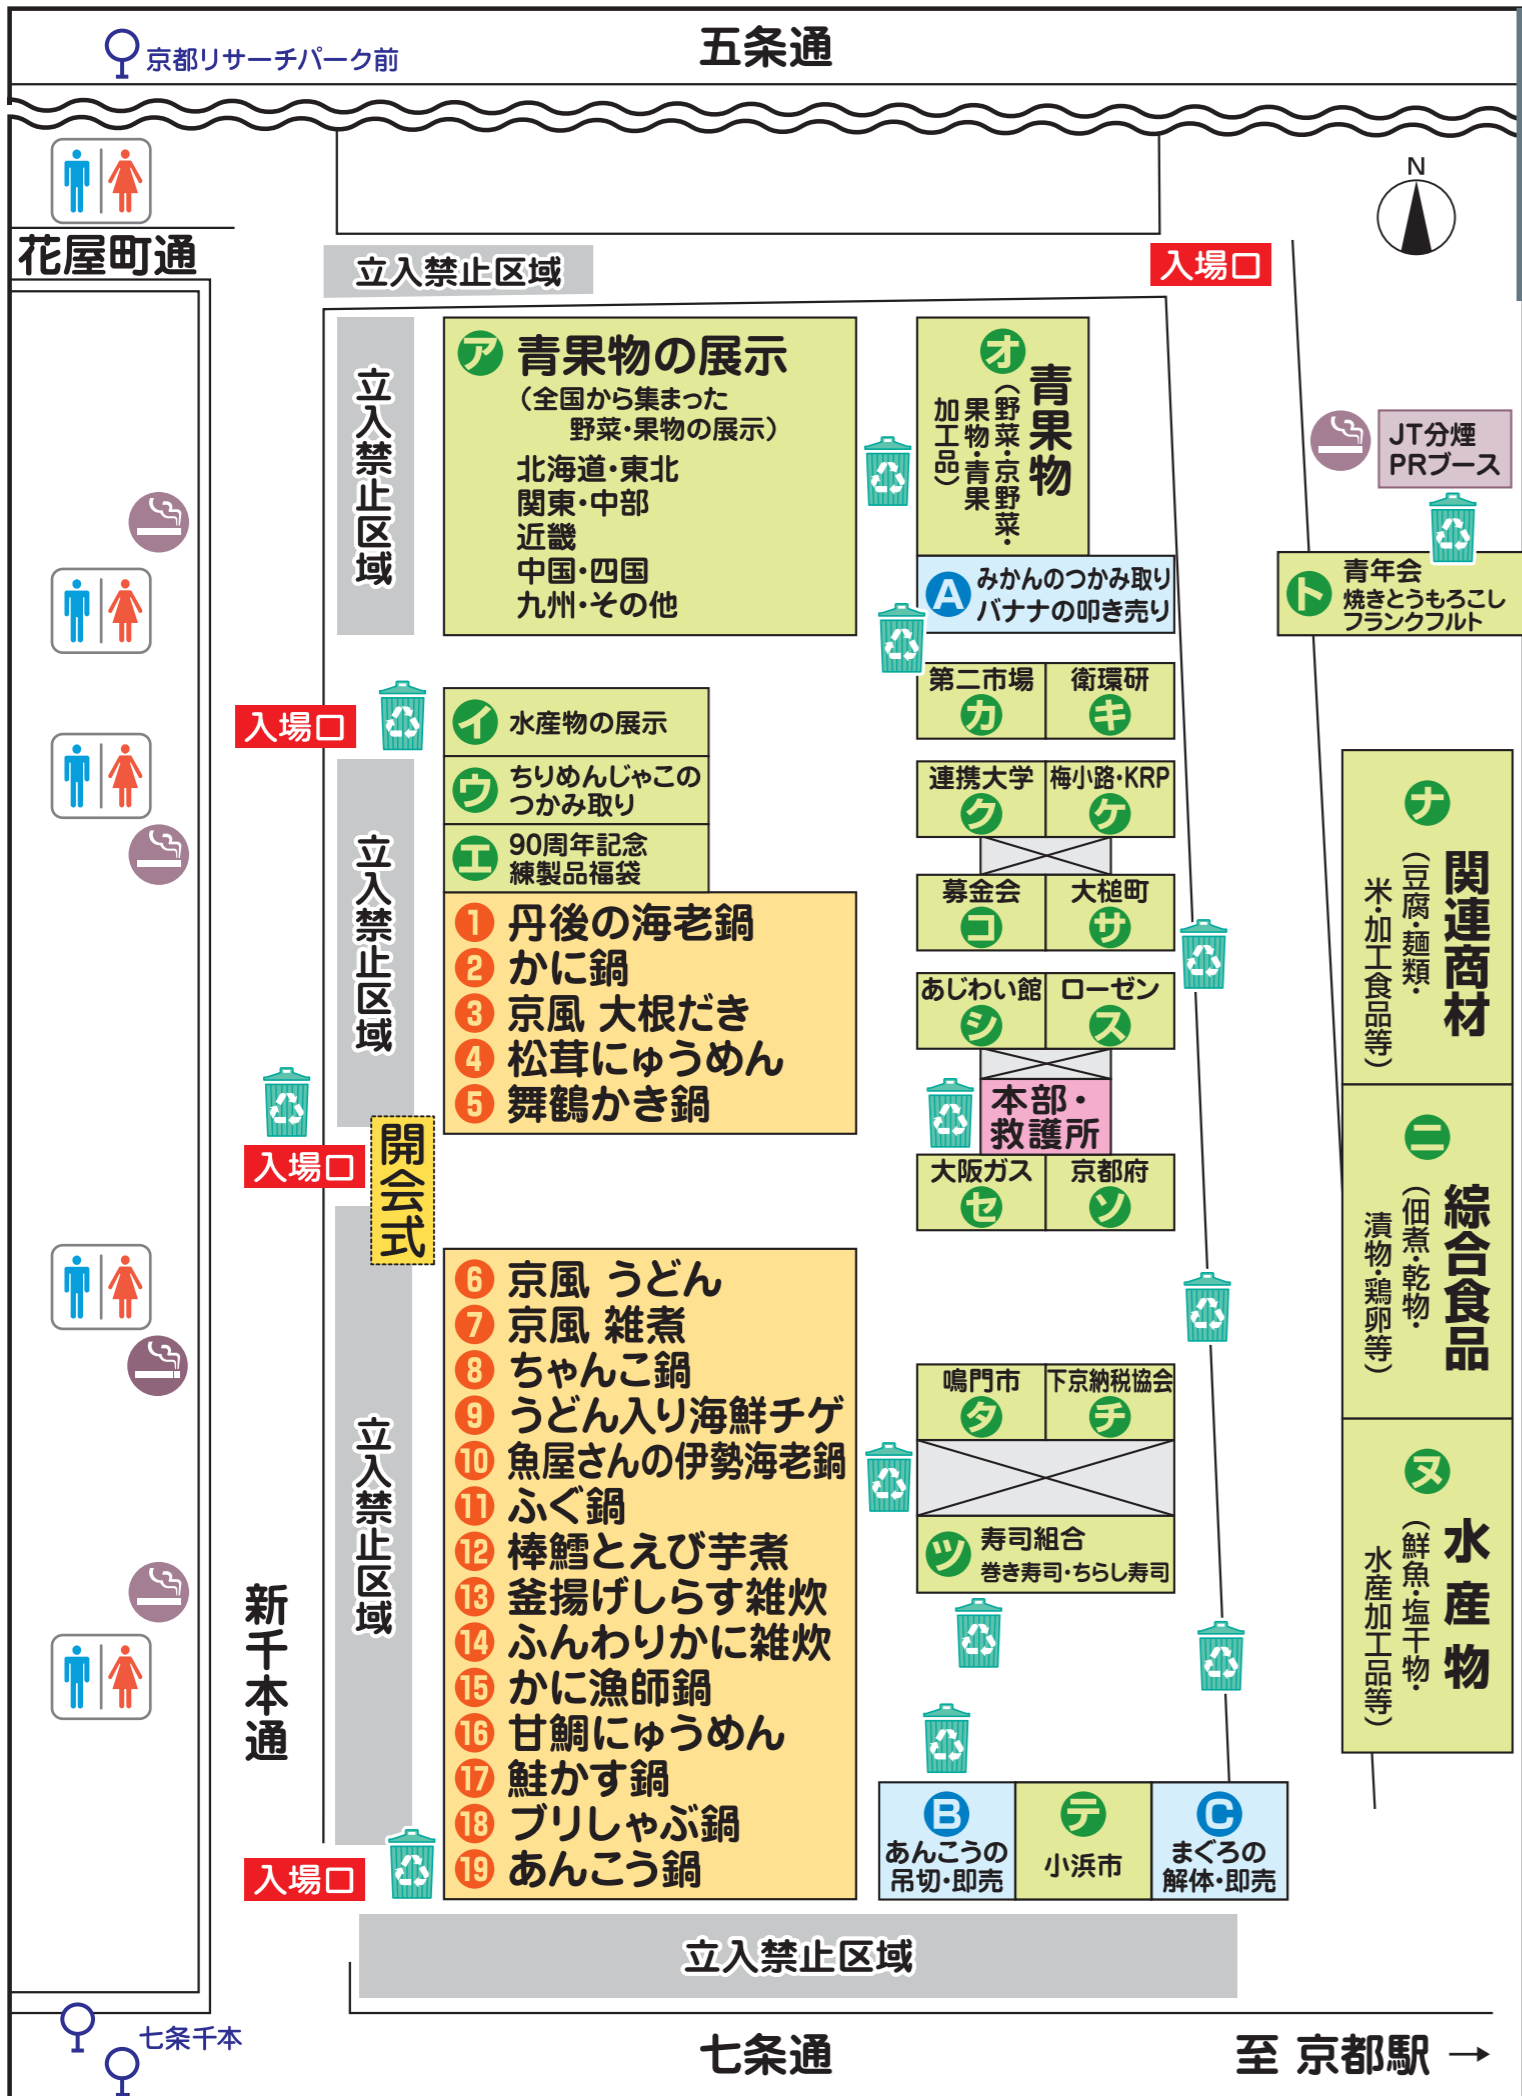 京都リサーチパーク前
五条通
N
花屋町通
立入禁止区域
入場口
立入禁止区域
ア 青果物の展示
(全国から集まった
野菜・果物の展示)
北海道・東北
関東・中部
近畿
中国・四国
九州・その他
オ
青果物
(野菜・京野菜・
果物・青果
加工品)
JT分煙
PRブース
A みかんのつかみ取り
バナナの叩き売り
ト 青年会
焼きとうもろこし
フランクフルト
第二市場
カ
衛環研
キ
入場口
イ 水産物の展示
ウ ちりめんじゃこの
つかみ取り
エ 90周年記念
練製品福袋
連携大学
ク
梅小路・KRP
ケ
立入禁止区域
1 丹後の海老鍋
2 かに鍋
3 京風 大根だき
4 松茸にゅうめん
5 舞鶴かき鍋
募金会
コ
大槌町
サ
あじわい館
シ
ローゼン
ス
本部・
救護所
大阪ガス
セ
京都府
ソ
ナ
関連商材
(豆腐・麺類・
米・加工食品等)
ニ
綜合食品
(佃煮・乾物・
漬物・鶏卵等)
ヌ
水産物
(鮮魚・塩干物・
水産加工品等)
入場口
開会式
立入禁止区域
6 京風 うどん
7 京風 雑煮
8 ちゃんこ鍋
9 うどん入り海鮮チゲ
10 魚屋さんの伊勢海老鍋
11 ふぐ鍋
12 棒鱈とえび芋煮
13 釜揚げしらす雑炊
14 ふんわりかに雑炊
15 かに漁師鍋
16 甘鯛にゅうめん
17 鮭かす鍋
18 ブリしゃぶ鍋
19 あんこう鍋
鳴門市
タ
下京納税協会
チ
ツ 寿司組合
巻き寿司・ちらし寿司
新千本通
B
あんこうの
吊切・即売
テ
小浜市
C
まぐろの
解体・即売
入場口
立入禁止区域
七条千本
七条通
至 京都駅 →